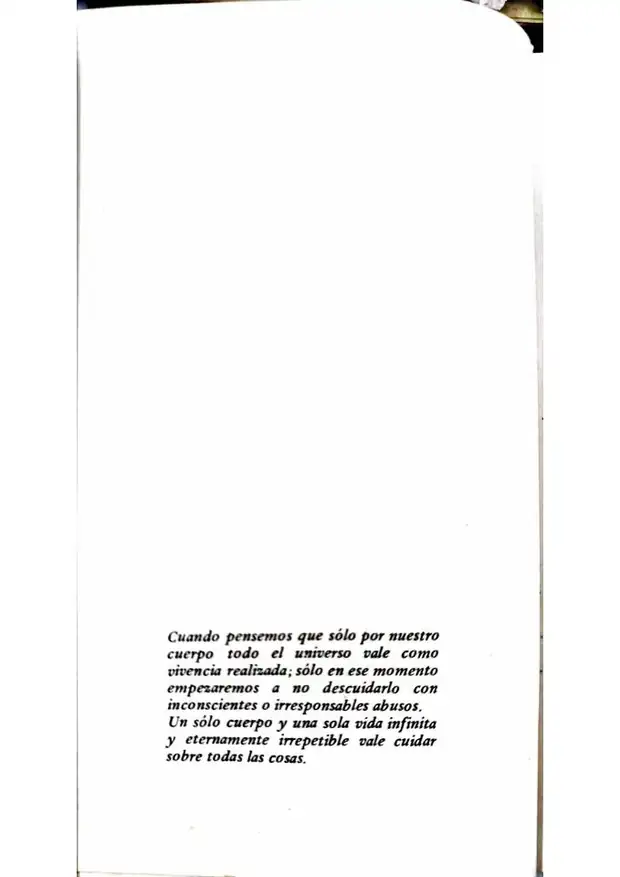 Cuando pensemos que sólo por nuestro
cuerpo todo el universo vale como
vivencia realizada; sólo en ese momento
empezaremos a no descuidarlo con
inconscientes o irresponsables abusos.
Un sólo cuerpo y una sola vida infinita
y eternamente irrepetible vale cuidar
sobre todas las cosas.